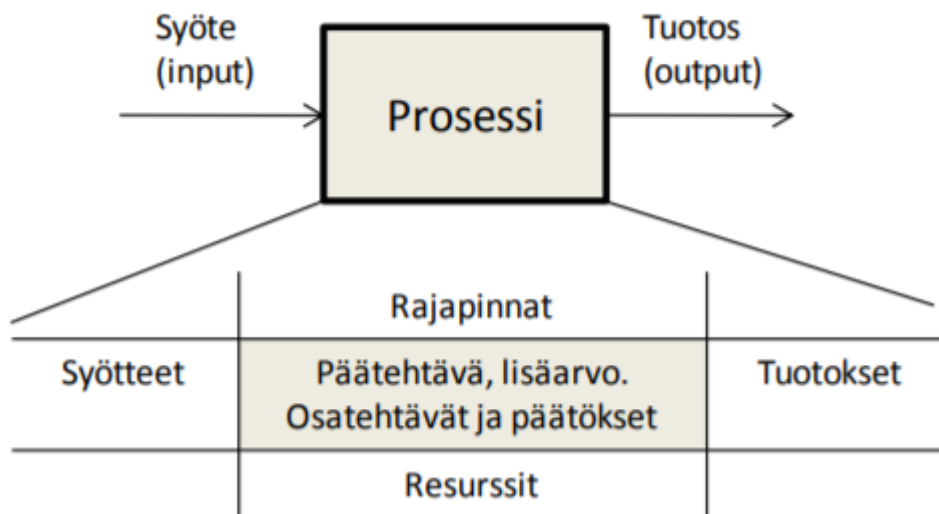 Syöte
(input)
Prosessi
Tuotos
(output)
Rajapinnat
Syötteet
Päätehtävä, lisäarvo.
Osatehtävät ja päätökset
Tuotokset
Resurssit